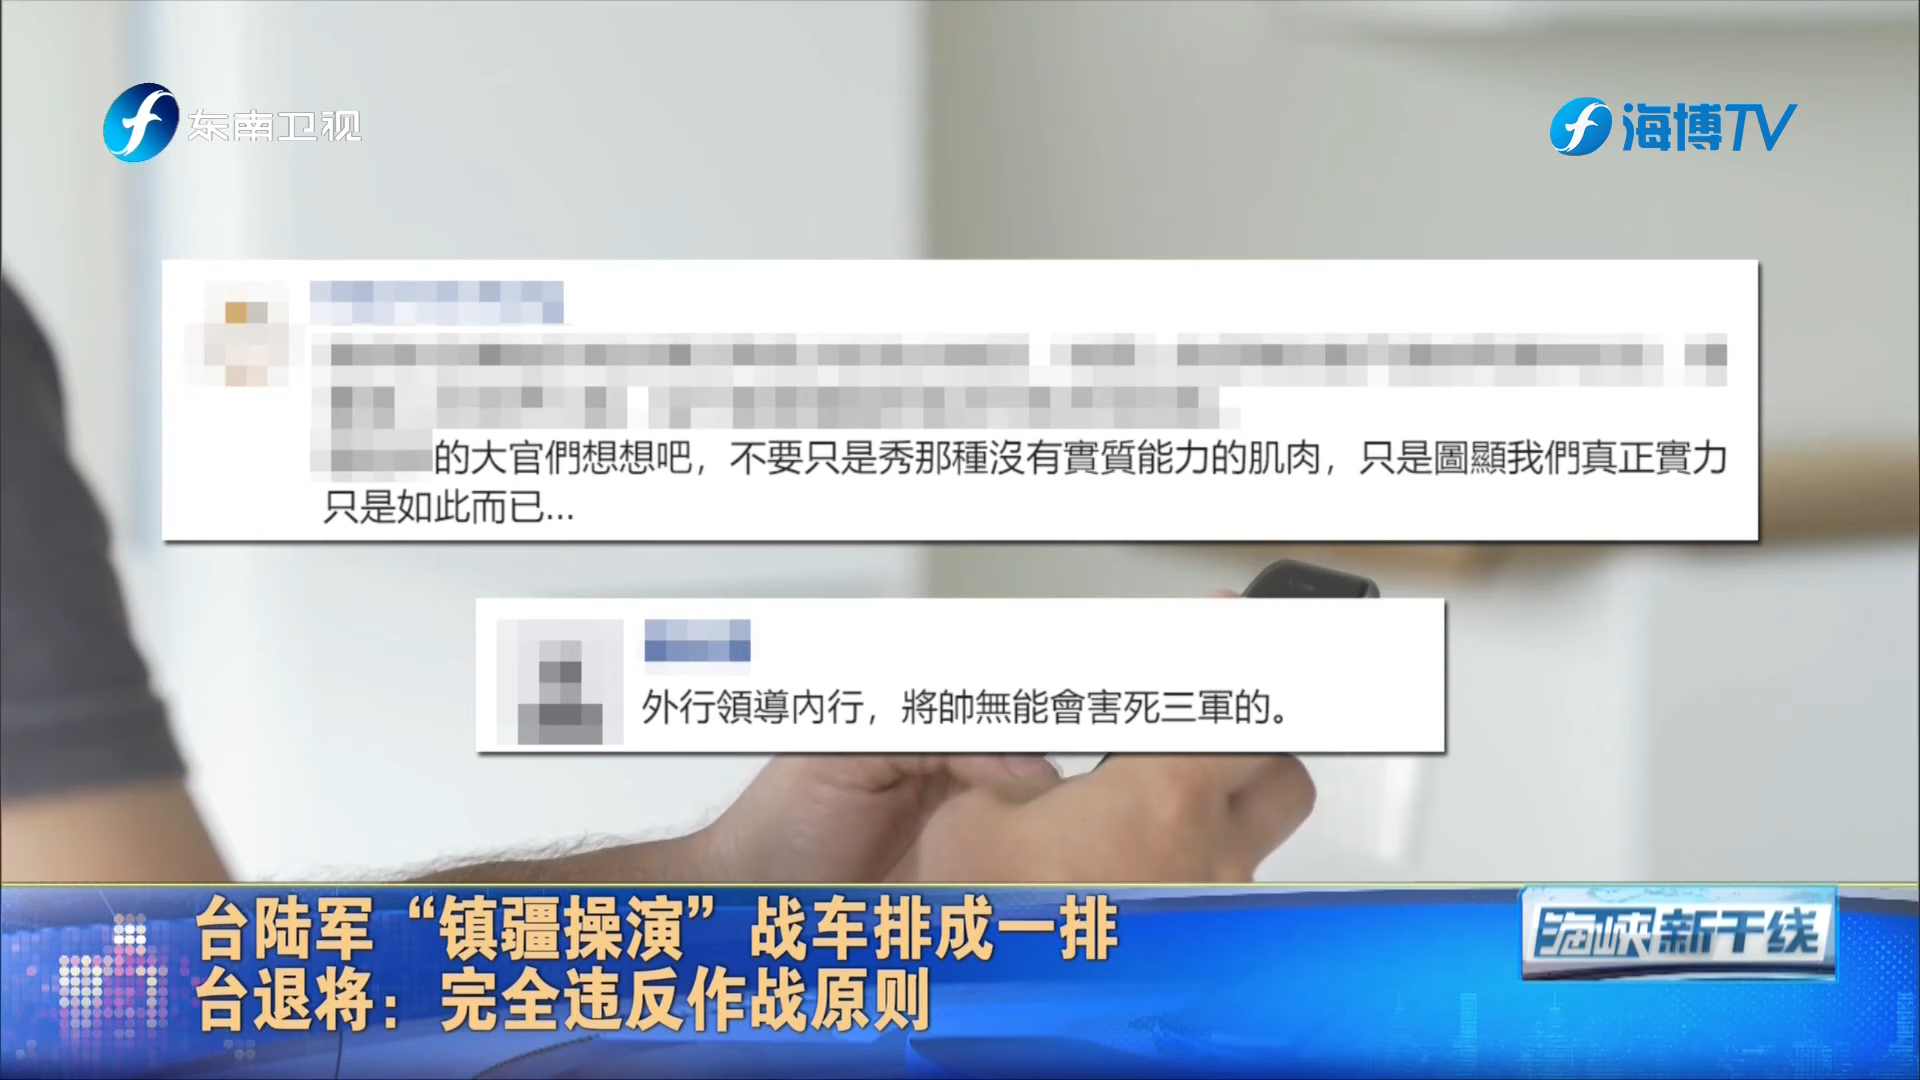 东南卫视
海博TV
的大官們想想吧，不要只是秀那種沒有實質能力的肌肉，只是圖顯我們真正實力
只是如此而已...
外行領導內行，將帥無能會害死三軍的。
台陆军“镇疆操演”战车排成一排
台退将：完全违反作战原则
海峡新干线